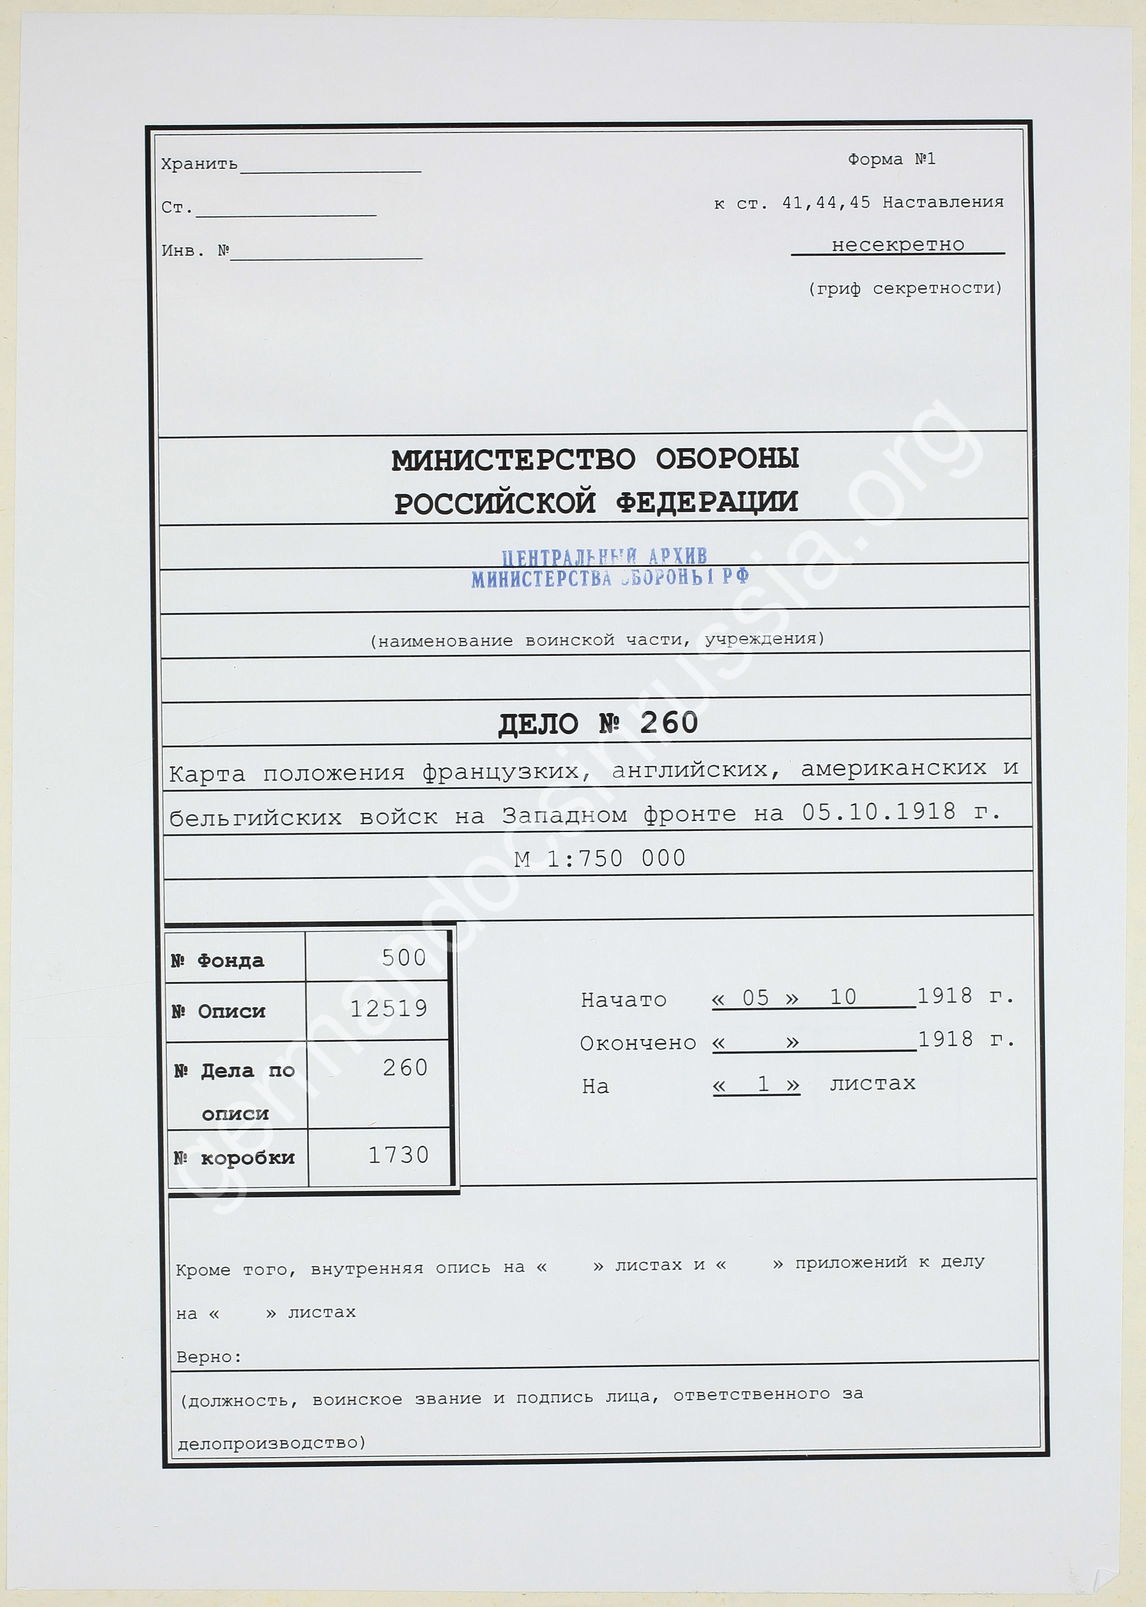 Хранить
Форма №1
Ст.
к ст. 41,44,45 Наставления
Инв. №
несекретно
(гриф секретности)
МИНИСТЕРСТВО ОБОРОНЫ
РОССИЙСКОЙ ФЕДЕРАЦИИ
ЦЕНТРАЛЬНЫЙ АРХИВ
МИНИСТЕРСТВА ОБОРОНЫ РФ
(наименование воинской части, учреждения)
ДЕЛО № 260
Карта положения французких, английских, американских и
бельгийских войск на Западном фронте на 05.10.1918 г.
М 1:750 000
№ Фонда 500
№ Описи 12519
№ Дела по описи 260
№ коробки 1730
Начато « 05 » 10 1918 г.
Окончено « » 1918 г.
На « 1 » листах
Кроме того, внутренняя опись на « » листах и « » приложений к делу
на « » листах
Верно:
(должность, воинское звание и подпись лица, ответственного за
делопроизводство)
germandocsinrussia.org